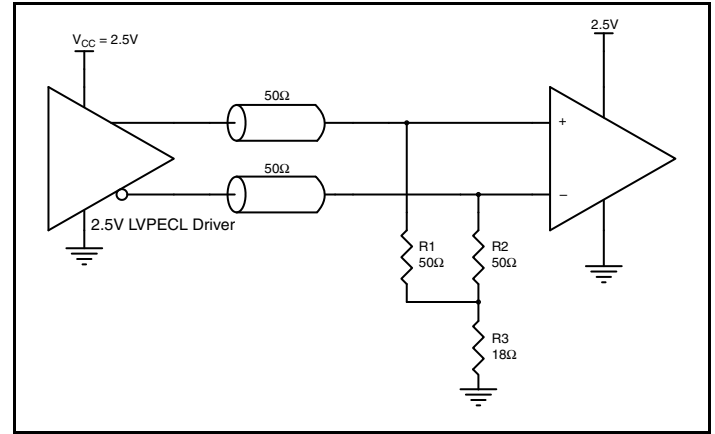 V_CC = 2.5V
2.5V
50Ω
50Ω
+
−
2.5V LVPECL Driver
R1
50Ω
R2
50Ω
R3
18Ω